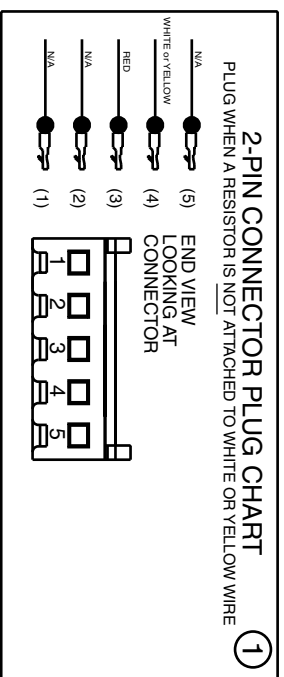 2-PIN CONNECTOR PLUG CHART
PLUG WHEN A RESISTOR IS NOT ATTACHED TO WHITE OR YELLOW WIRE
1
N/A (5)
WHITE or YELLOW (4)
RED (3)
N/A (2)
N/A (1)
END VIEW
LOOKING AT
CONNECTOR
1 2 3 4 5